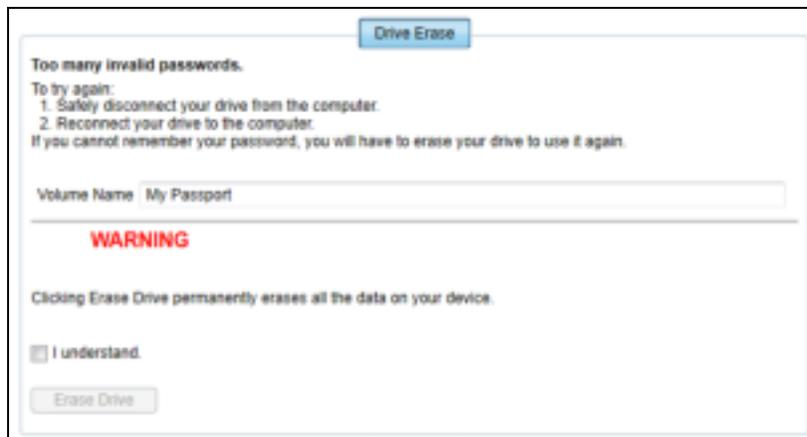 Drive Erase
Too many invalid passwords.
To try again:
1. Safely disconnect your drive from the computer.
2. Reconnect your drive to the computer.
If you cannot remember your password, you will have to erase your drive to use it again.
Volume Name My Passport
WARNING
Clicking Erase Drive permanently erases all the data on your device.
I understand.
Erase Drive